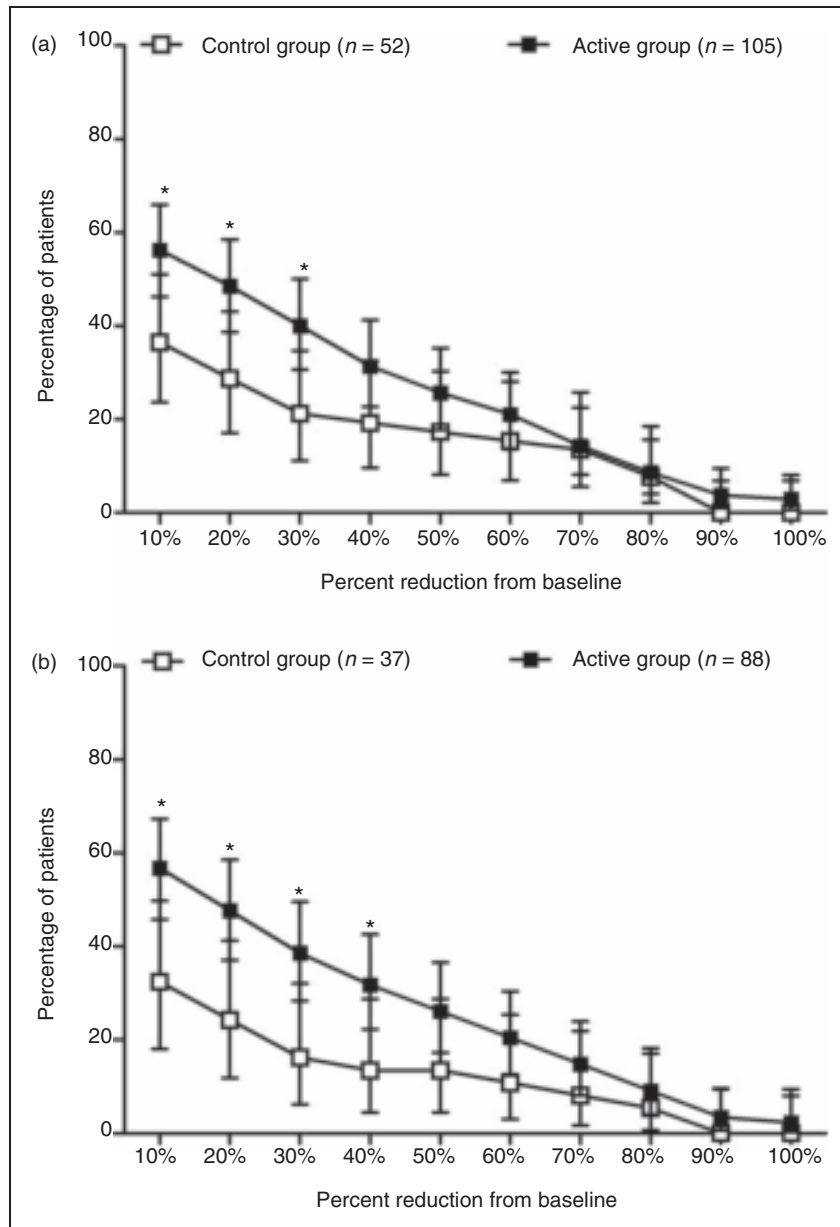 (a)
Control group (n = 52)
Active group (n = 105)
Percentage of patients
100
80
60
40
20
0
*
*
*
10% 20% 30% 40% 50% 60% 70% 80% 90% 100%
Percent reduction from baseline
(b)
Control group (n = 37)
Active group (n = 88)
Percentage of patients
100
80
60
40
20
0
*
*
*
*
10% 20% 30% 40% 50% 60% 70% 80% 90% 100%
Percent reduction from baseline